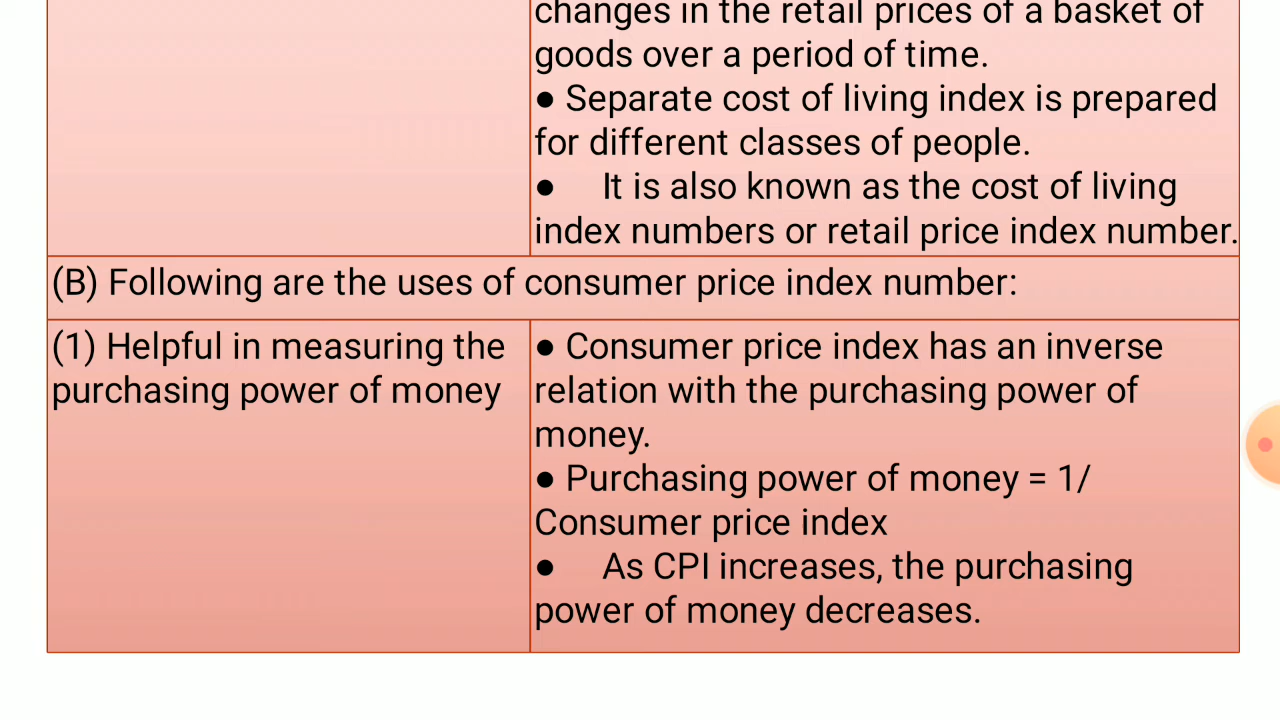 changes in the retail prices of a basket of
goods over a period of time.
● Separate cost of living index is prepared
for different classes of people.
● It is also known as the cost of living
index numbers or retail price index number.
(B) Following are the uses of consumer price index number:
(1) Helpful in measuring the
purchasing power of money
● Consumer price index has an inverse
relation with the purchasing power of
money.
● Purchasing power of money = 1/
Consumer price index
● As CPI increases, the purchasing
power of money decreases.